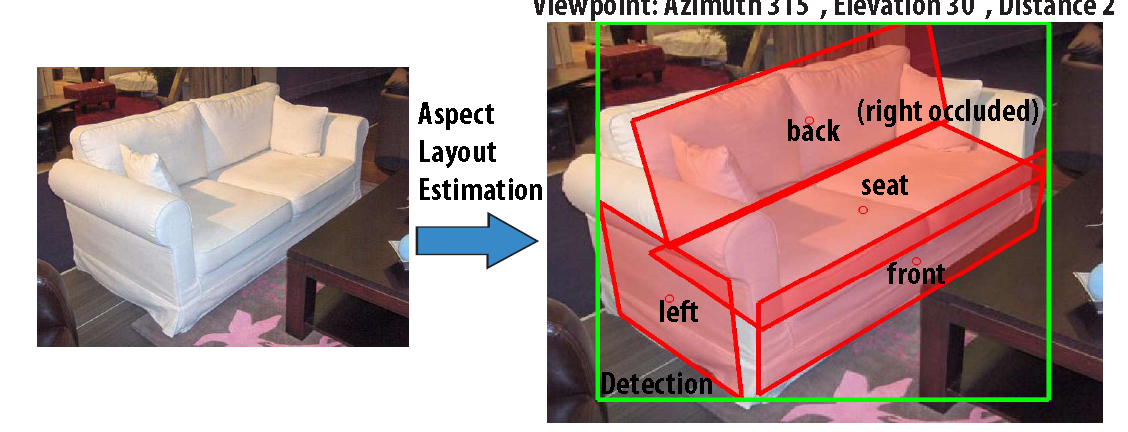 Viewpoint: Azimuth 315°, Elevation 30°, Distance 2
Aspect
Layout
Estimation
(right occluded)
back
seat
front
left
Detection